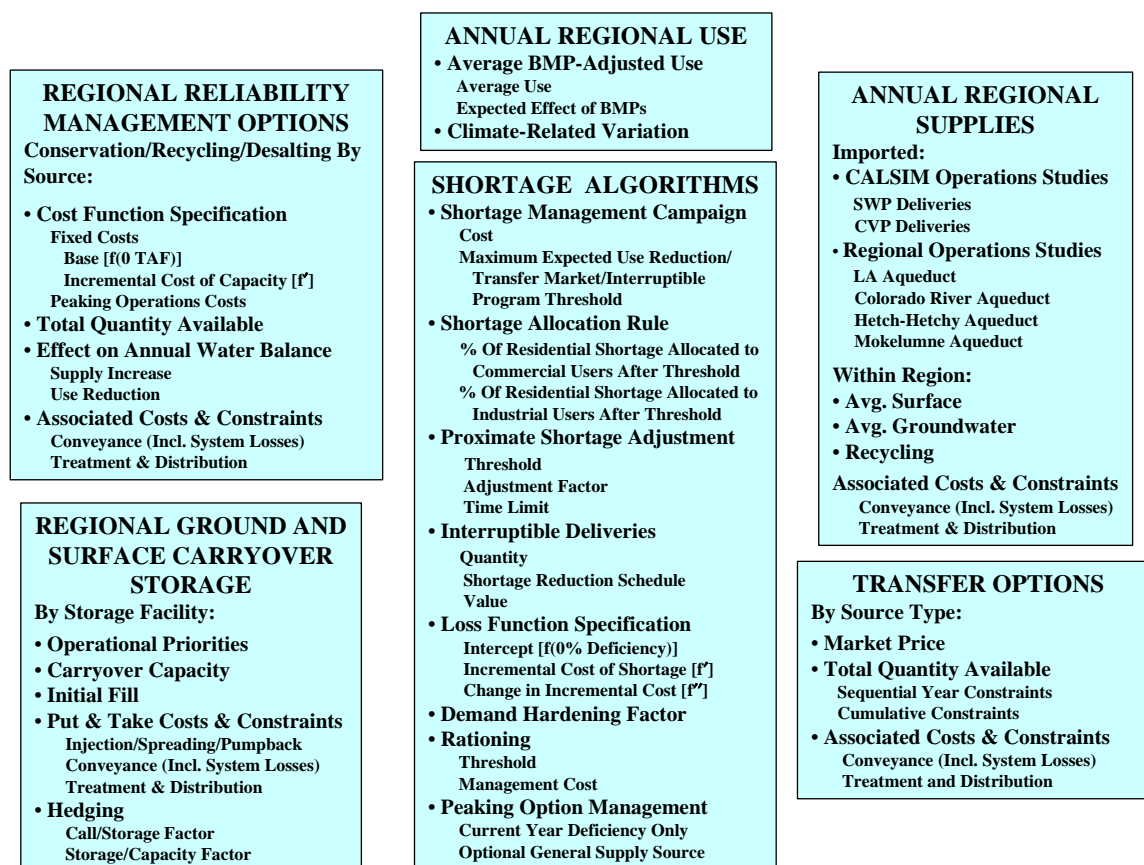 REGIONAL RELIABILITY
MANAGEMENT OPTIONS
Conservation/Recycling/Desalting By
Source:
• Cost Function Specification
Fixed Costs
Base [f(0 TAF)]
Incremental Cost of Capacity [f′]
Peaking Operations Costs
• Total Quantity Available
• Effect on Annual Water Balance
Supply Increase
Use Reduction
• Associated Costs & Constraints
Conveyance (Incl. System Losses)
Treatment & Distribution
REGIONAL GROUND AND
SURFACE CARRYOVER
STORAGE
By Storage Facility:
• Operational Priorities
• Carryover Capacity
• Initial Fill
• Put & Take Costs & Constraints
Injection/Spreading/Pumpback
Conveyance (Incl. System Losses)
Treatment & Distribution
• Hedging
Call/Storage Factor
Storage/Capacity Factor
ANNUAL REGIONAL USE
• Average BMP-Adjusted Use
Average Use
Expected Effect of BMPs
• Climate-Related Variation
SHORTAGE ALGORITHMS
• Shortage Management Campaign
Cost
Maximum Expected Use Reduction/
Transfer Market/Interruptible
Program Threshold
• Shortage Allocation Rule
% Of Residential Shortage Allocated to
Commercial Users After Threshold
% Of Residential Shortage Allocated to
Industrial Users After Threshold
• Proximate Shortage Adjustment
Threshold
Adjustment Factor
Time Limit
• Interruptible Deliveries
Quantity
Shortage Reduction Schedule
Value
• Loss Function Specification
Intercept [f(0% Deficiency)]
Incremental Cost of Shortage [f′]
Change in Incremental Cost [f″]
• Demand Hardening Factor
• Rationing
Threshold
Management Cost
• Peaking Option Management
Current Year Deficiency Only
Optional General Supply Source
ANNUAL REGIONAL
SUPPLIES
Imported:
• CALSIM Operations Studies
SWP Deliveries
CVP Deliveries
• Regional Operations Studies
LA Aqueduct
Colorado River Aqueduct
Hetch-Hetchy Aqueduct
Mokelumne Aqueduct
Within Region:
• Avg. Surface
• Avg. Groundwater
• Recycling
Associated Costs & Constraints
Conveyance (Incl. System Losses)
Treatment & Distribution
TRANSFER OPTIONS
By Source Type:
• Market Price
• Total Quantity Available
Sequential Year Constraints
Cumulative Constraints
• Associated Costs & Constraints
Conveyance (Incl. System Losses)
Treatment and Distribution